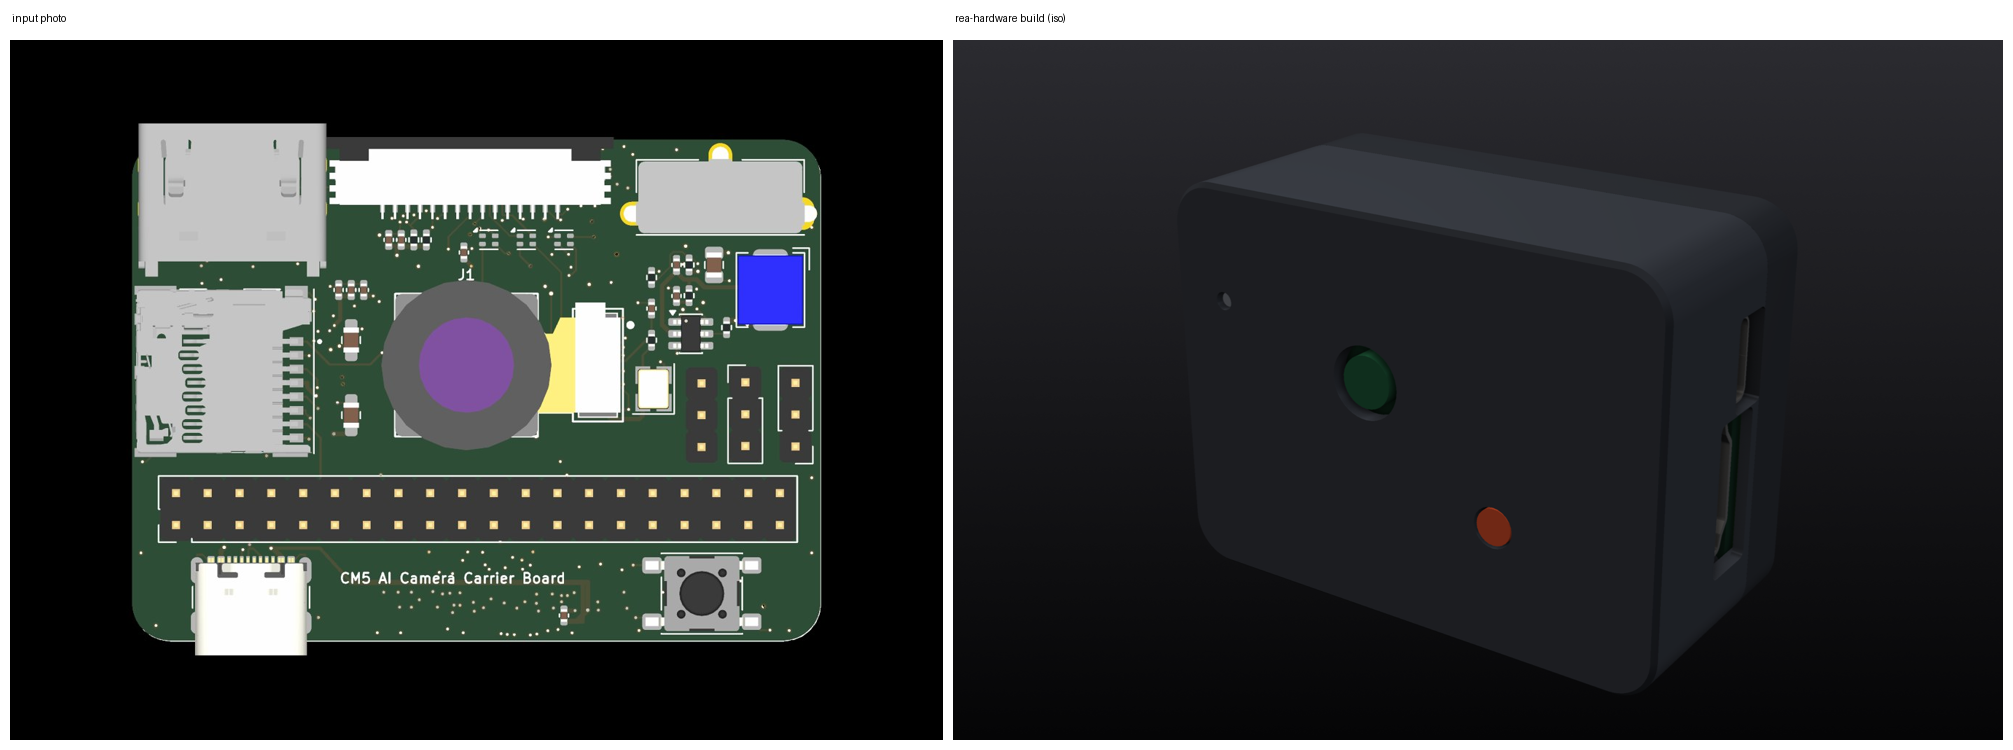 input photo
rea-hardware build (iso)
J1
CM5 AI Camera Carrier Board